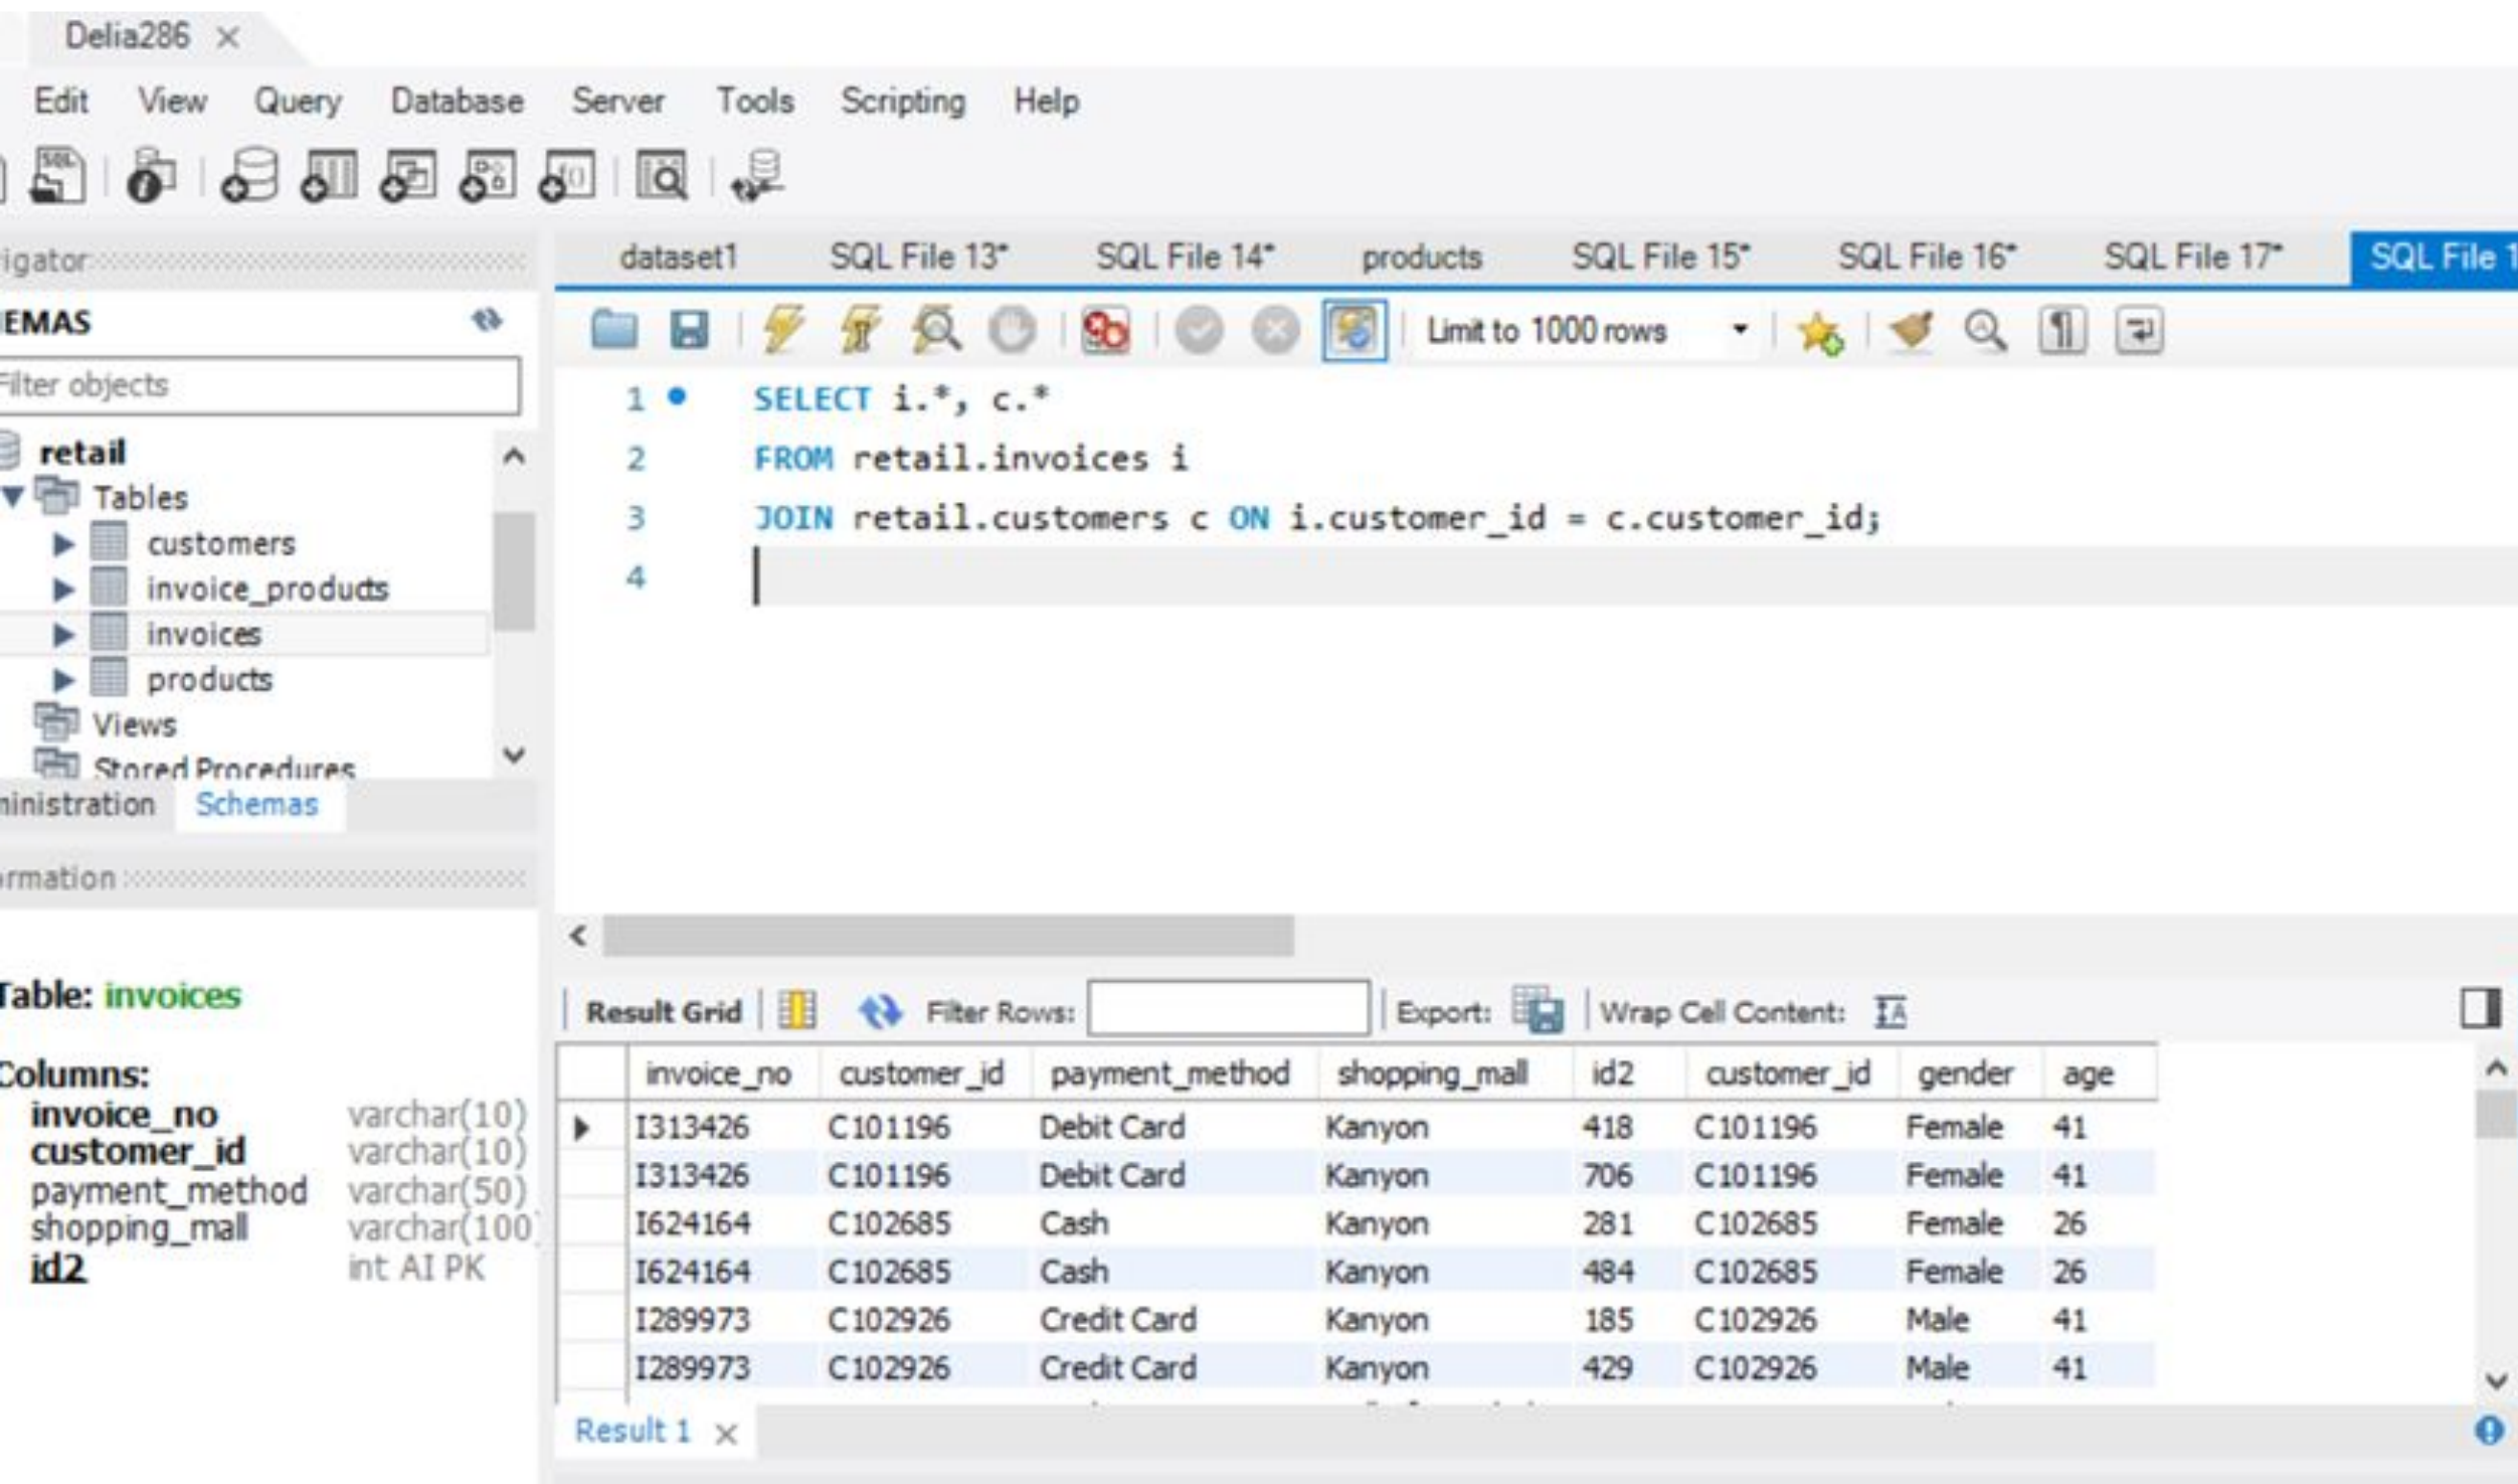 Delia286
Edit View Query Database Server Tools Scripting Help
igator
EMAS
Filter objects
retail
Tables
customers
invoice_products
invoices
products
Views
Stored Procedures
ministration Schemas
ormation
Table: invoices
Columns:
invoice_no varchar(10)
customer_id varchar(10)
payment_method varchar(50)
shopping_mall varchar(100)
id2 int AI PK
dataset1 SQL File 13* SQL File 14* products SQL File 15* SQL File 16* SQL File 17* SQL File 1
Limit to 1000 rows
1 SELECT i.*, c.*
2 FROM retail.invoices i
3 JOIN retail.customers c ON i.customer_id = c.customer_id;
4
Result Grid Filter Rows: Export: Wrap Cell Content:
invoice_no customer_id payment_method shopping_mall id2 customer_id gender age
I313426 C101196 Debit Card Kanyon 418 C101196 Female 41
I313426 C101196 Debit Card Kanyon 706 C101196 Female 41
I624164 C102685 Cash Kanyon 281 C102685 Female 26
I624164 C102685 Cash Kanyon 484 C102685 Female 26
I289973 C102926 Credit Card Kanyon 185 C102926 Male 41
I289973 C102926 Credit Card Kanyon 429 C102926 Male 41
Result 1